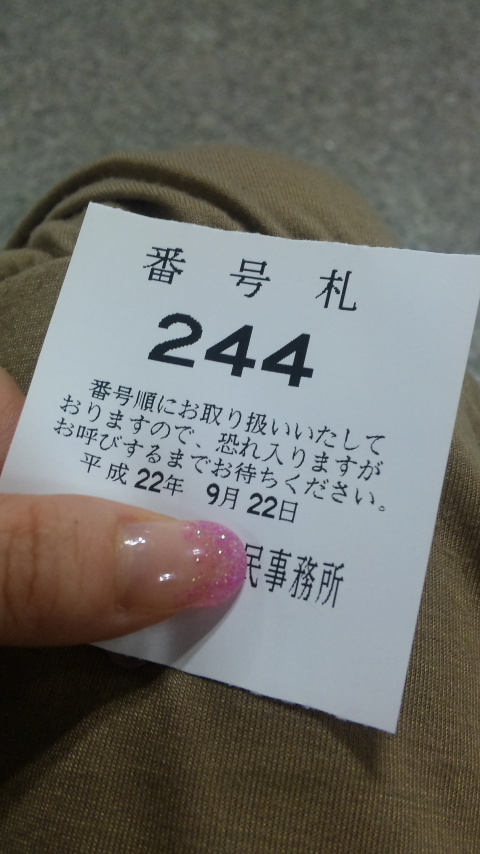 番号札
244
番号順にお取り扱いいたして
おりますので、恐れ入りますが
お呼びするまでお待ちください。
平成22年 9月22日
民事務所